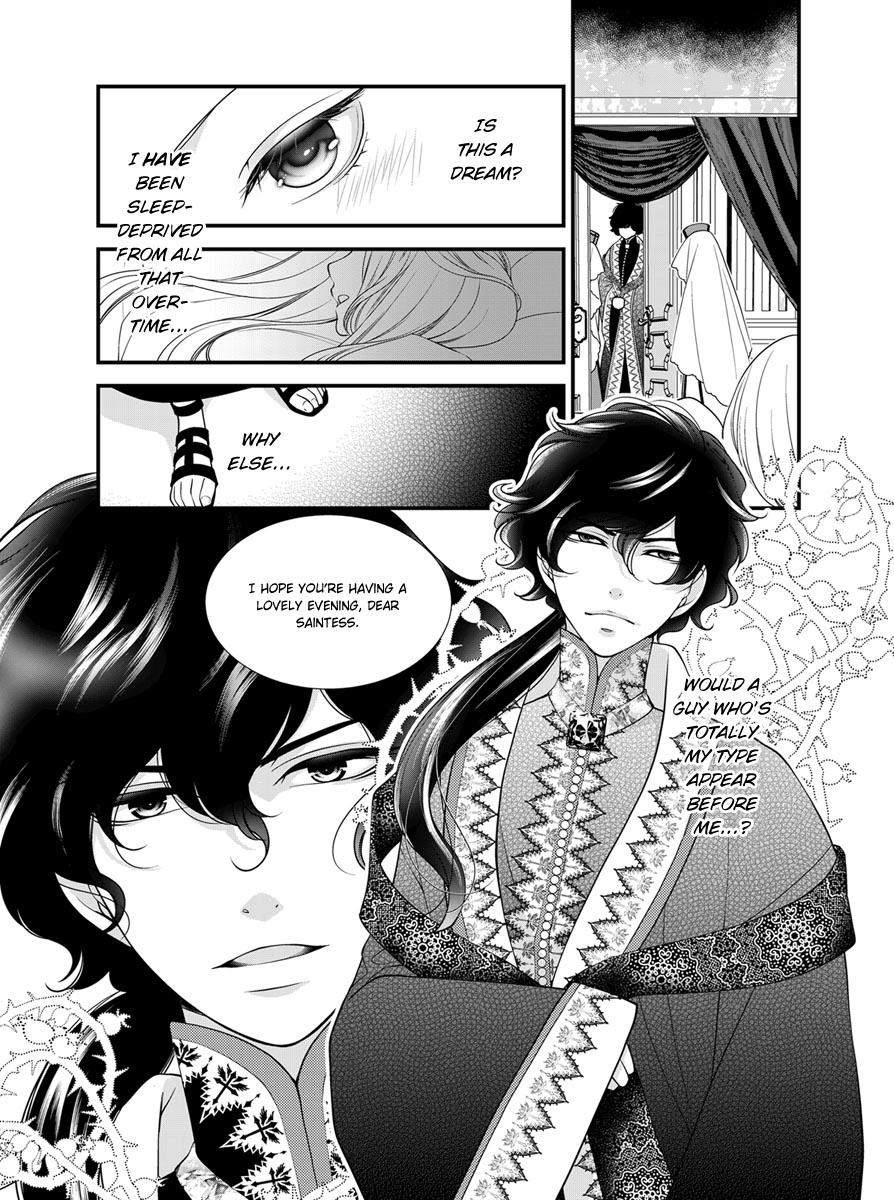 IS
THIS A
DREAM?
I HAVE
BEEN
SLEEP-
DEPRIVED
FROM ALL
THAT
OVER-
TIME...
WHY
ELSE...
I HOPE YOU'RE HAVING A
LOVELY EVENING, DEAR
SAINTESS.
WOULD A
GUY WHO'S
TOTALLY
MY TYPE
APPEAR
BEFORE
ME...?